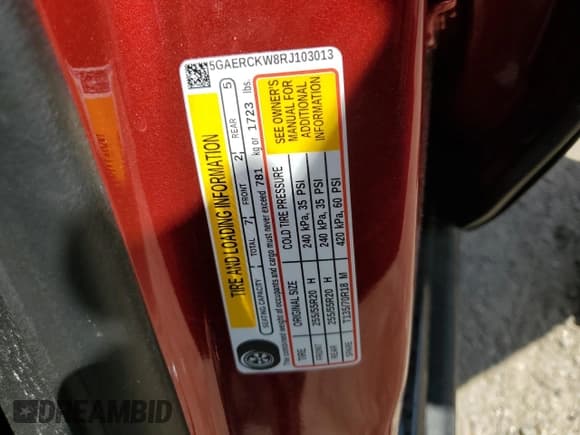 5GAERCKW8RJ103013
TIRE AND LOADING INFORMATION
SEATING CAPACITY TOTAL 7 FRONT 2 REAR 5
The combined weight of occupants and cargo must never exceed 781 kg or 1723 lbs.
TIRE ORIGINAL SIZE COLD TIRE PRESSURE
FRONT 255/55R20 H 240 kPa, 35 PSI
REAR 255/55R20 H 240 kPa, 35 PSI
SPARE T135/70R18 M 420 kPa, 60 PSI
SEE OWNER'S
MANUAL FOR
ADDITIONAL
INFORMATION
DREAMBID